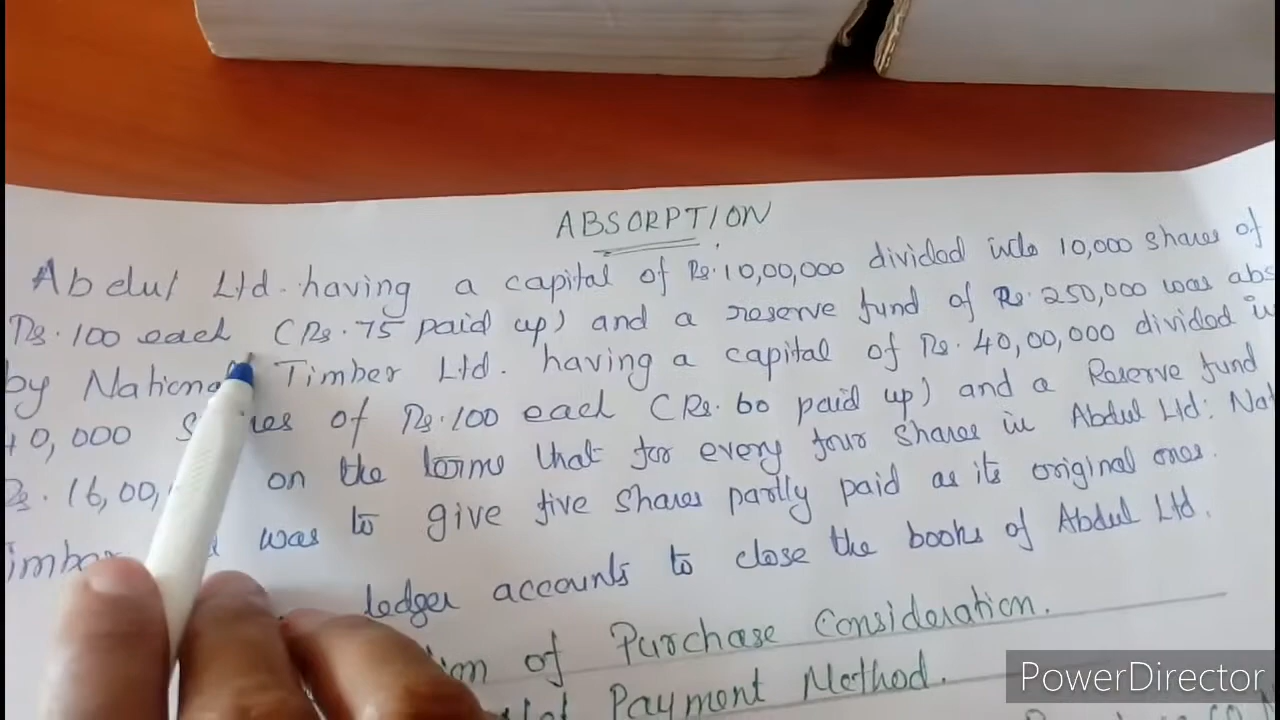 ABSORPTION
Abdul Ltd. having a capital of Rs. 10,00,000 divided into 10,000 shares of
Rs. 100 each (Rs. 75 paid up) and a reserve fund of Rs. 250,000 was abs
by National Timber Ltd. having a capital of Rs. 40,00,000 divided in
0,000 of Rs. 100 each (Rs. 60 paid up) and a Reserve fund
Rs. 16,00, on the terms that for every four shares in Abdul Ltd. Nat
was to give five shares partly paid as its original ones.
ledger accounts to close the books of Abdul Ltd.
of Purchase Consideration.
Payment Method.
PowerDirector